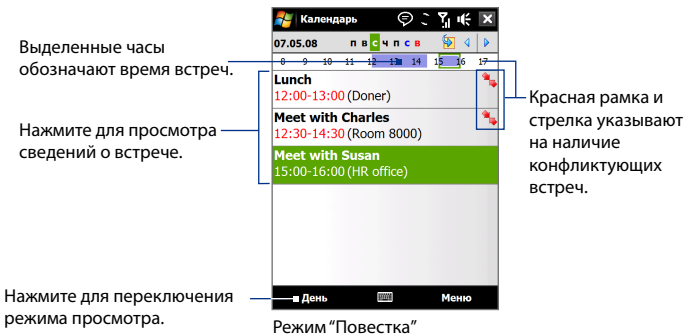 Календарь
07.05.08 п в с ч п с в
8 9 10 11 12 13 14 15 16 17
Lunch
12:00-13:00 (Doner)
Meet with Charles
12:30-14:30 (Room 8000)
Meet with Susan
15:00-16:00 (HR office)
День Меню
Выделенные часы
обозначают время встреч.
Нажмите для просмотра
сведений о встрече.
Нажмите для переключения
режима просмотра.
Красная рамка и
стрелка указывают
на наличие
конфликтующих
встреч.
Режим “Повестка”